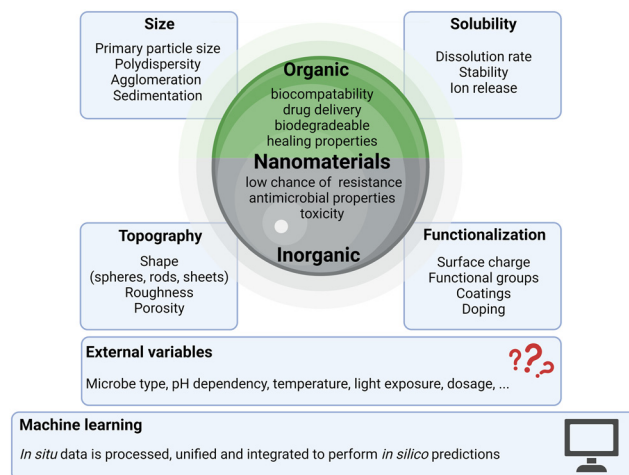 Size
Primary particle size
Polydispersity
Agglomeration
Sedimentation
Solubility
Dissolution rate
Stability
Ion release
Organic
biocompatability
drug delivery
biodegradeable
healing properties
Nanomaterials
low chance of resistance
antimicrobial properties
toxicity
Inorganic
Topography
Shape
(spheres, rods, sheets)
Roughness
Porosity
Functionalization
Surface charge
Functional groups
Coatings
Doping
External variables
???
Microbe type, pH dependency, temperature, light exposure, dosage, ...
Machine learning
In situ data is processed, unified and integrated to perform in silico predictions